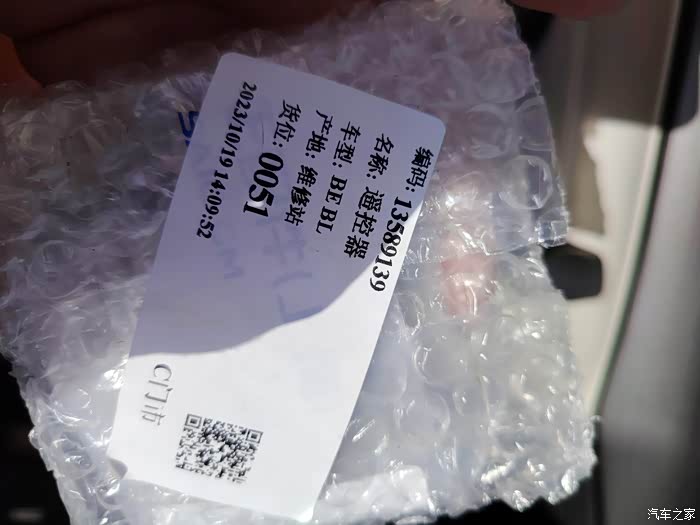 编码: 13589139
名称: 遥控器
车型: BE BL
产地: 维修站
货位: 0051
2023/10/19 14:09:52
C门市
汽车之家